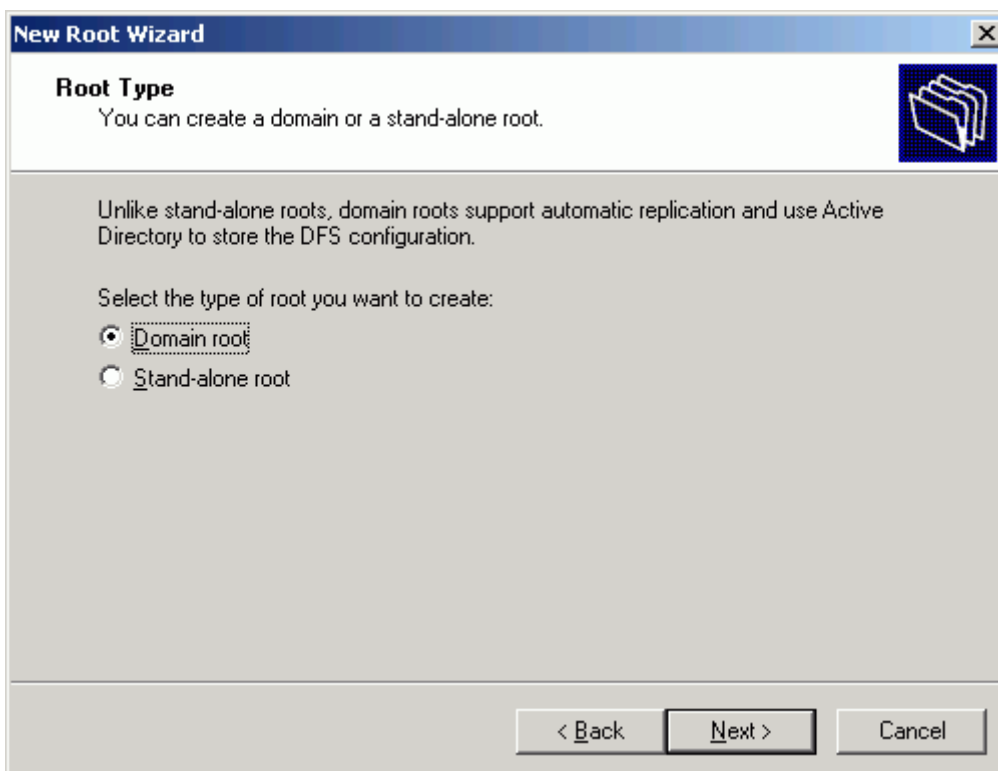 New Root Wizard
Root Type
You can create a domain or a stand-alone root.
Unlike stand-alone roots, domain roots support automatic replication and use Active
Directory to store the DFS configuration.
Select the type of root you want to create:
Domain root
Stand-alone root
< Back
Next >
Cancel